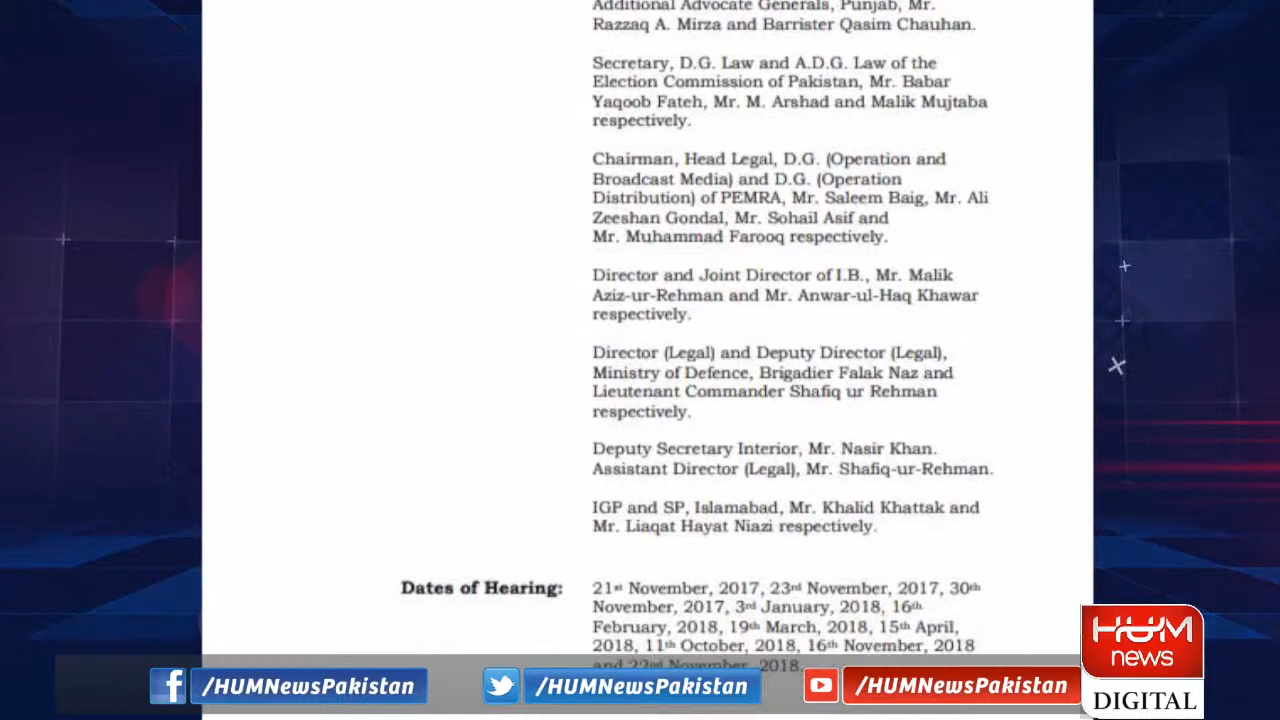 Additional Advocate Generals, Punjab, Mr.
Razzaq A. Mirza and Barrister Qasim Chauhan.
Secretary, D.G. Law and A.D.G. Law of the
Election Commission of Pakistan, Mr. Babar
Yaqoob Fateh, Mr. M. Arshad and Malik Mujtaba
respectively.
Chairman, Head Legal, D.G. (Operation and
Broadcast Media) and D.G. (Operation
Distribution) of PEMRA, Mr. Saleem Baig, Mr. Ali
Zeeshan Gondal, Mr. Sohail Asif and
Mr. Muhammad Farooq respectively.
Director and Joint Director of I.B., Mr. Malik
Aziz-ur-Rehman and Mr. Anwar-ul-Haq Khawar
respectively.
Director (Legal) and Deputy Director (Legal),
Ministry of Defence, Brigadier Falak Naz and
Lieutenant Commander Shafiq ur Rehman
respectively.
Deputy Secretary Interior, Mr. Nasir Khan.
Assistant Director (Legal), Mr. Shafiq-ur-Rehman.
IGP and SP, Islamabad, Mr. Khalid Khattak and
Mr. Liaqat Hayat Niazi respectively.
Dates of Hearing: 21st November, 2017, 23rd November, 2017, 30th
November, 2017, 3rd January, 2018, 16th
February, 2018, 19th March, 2018, 15th April,
2018, 11th October, 2018, 16th November, 2018
and 22nd November, 2018.
/HUMNewsPakistan /HUMNewsPakistan /HUMNewsPakistan
HUM
news
DIGITAL